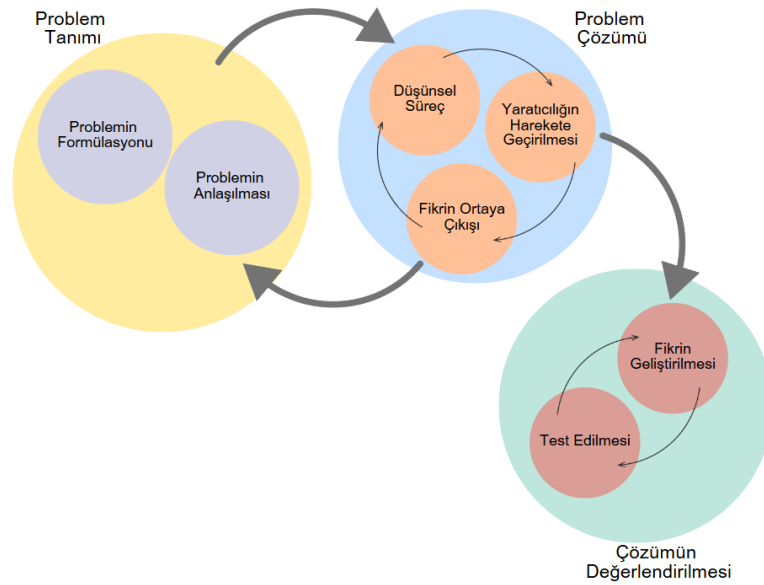 Problem
Tanımı
Problemin
Formülasyonu
Problemin
Anlaşılması
Problem
Çözümü
Düşünsel
Süreç
Yaratıcılığın
Harekete
Geçirilmesi
Fikrin Ortaya
Çıkışı
Fikrin
Geliştirilmesi
Test Edilmesi
Çözümün
Değerlendirilmesi